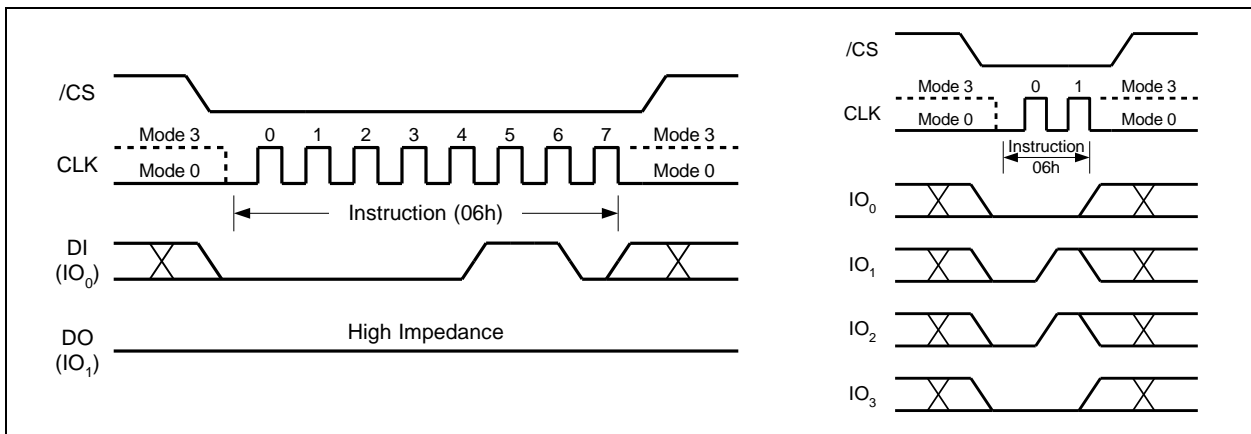 /CS
Mode 3 0 1 2 3 4 5 6 7 Mode 3
CLK Mode 0 Mode 0
Instruction (06h)
DI
(IO₀)
High Impedance
DO
(IO₁)
/CS
Mode 3 0 1 Mode 3
CLK Mode 0 Mode 0
Instruction
06h
IO₀
IO₁
IO₂
IO₃